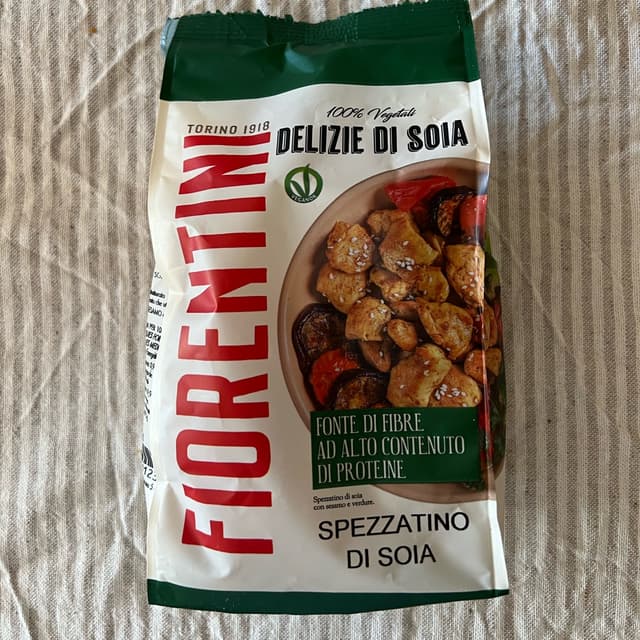 TORINO 1918
FIORENTINI
100% Vegetali
DELIZIE DI SOIA
VEGANOK
FONTE DI FIBRE
AD ALTO CONTENUTO
DI PROTEINE
Spezzatino di soia
con sesamo e verdure.
SPEZZATINO
DI SOIA